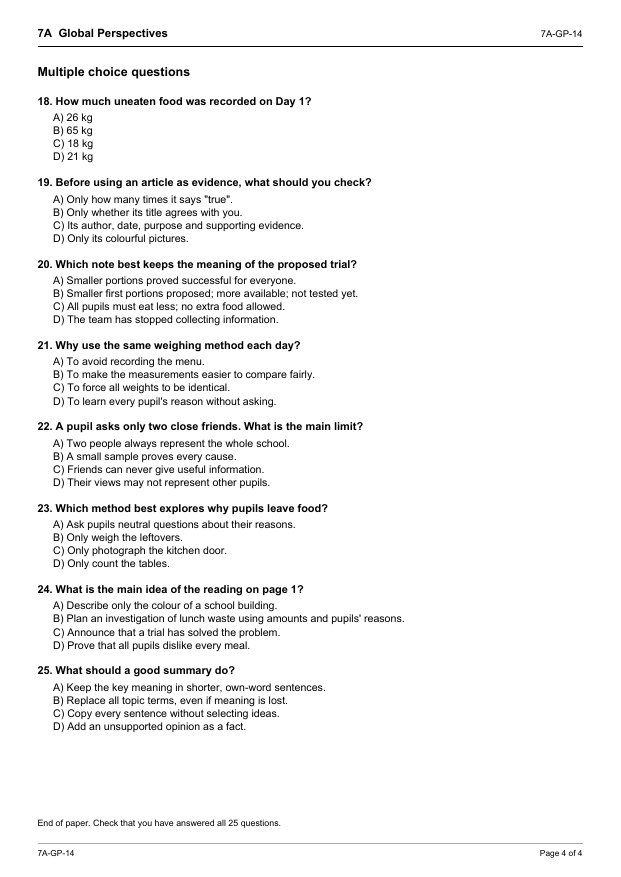 7A Global Perspectives
7A-GP-14
Multiple choice questions
18. How much uneaten food was recorded on Day 1?
A) 26 kg
B) 65 kg
C) 18 kg
D) 21 kg
19. Before using an article as evidence, what should you check?
A) Only how many times it says "true".
B) Only whether its title agrees with you.
C) Its author, date, purpose and supporting evidence.
D) Only its colourful pictures.
20. Which note best keeps the meaning of the proposed trial?
A) Smaller portions proved successful for everyone.
B) Smaller first portions proposed; more available; not tested yet.
C) All pupils must eat less; no extra food allowed.
D) The team has stopped collecting information.
21. Why use the same weighing method each day?
A) To avoid recording the menu.
B) To make the measurements easier to compare fairly.
C) To force all weights to be identical.
D) To learn every pupil's reason without asking.
22. A pupil asks only two close friends. What is the main limit?
A) Two people always represent the whole school.
B) A small sample proves every cause.
C) Friends can never give useful information.
D) Their views may not represent other pupils.
23. Which method best explores why pupils leave food?
A) Ask pupils neutral questions about their reasons.
B) Only weigh the leftovers.
C) Only photograph the kitchen door.
D) Only count the tables.
24. What is the main idea of the reading on page 1?
A) Describe only the colour of a school building.
B) Plan an investigation of lunch waste using amounts and pupils' reasons.
C) Announce that a trial has solved the problem.
D) Prove that all pupils dislike every meal.
25. What should a good summary do?
A) Keep the key meaning in shorter, own-word sentences.
B) Replace all topic terms, even if meaning is lost.
C) Copy every sentence without selecting ideas.
D) Add an unsupported opinion as a fact.
End of paper. Check that you have answered all 25 questions.
7A-GP-14
Page 4 of 4